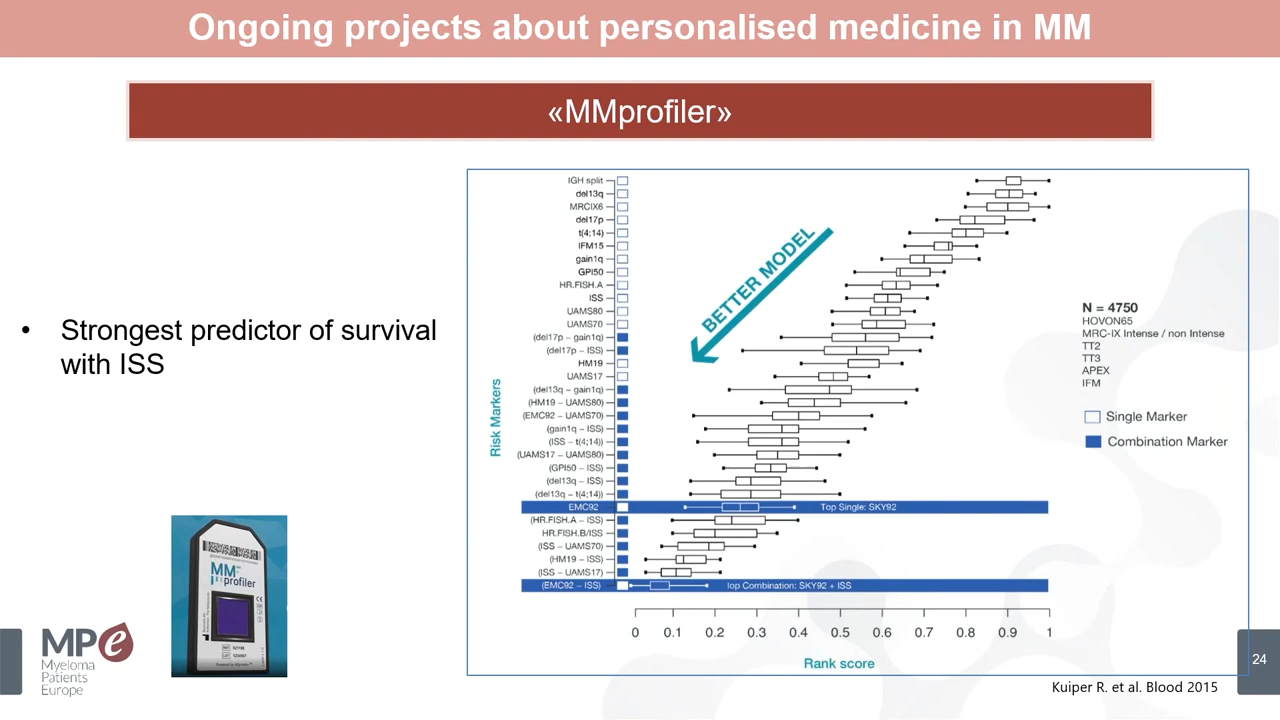 Ongoing projects about personalised medicine in MM
«MMprofiler»
• Strongest predictor of survival
with ISS
Risk Markers
IGH split
del13q
MRCIX6
del17p
t(4;14)
IFM15
gain1q
GPI50
HR.FISH.A
ISS
UAMS80
UAMS70
(del17p – gain1q)
(del17p – ISS)
HM19
UAMS17
(del13q – gain1q)
(HM19 – UAMS80)
(EMC92 – UAMS70)
(gain1q – ISS)
(ISS – t(4;14))
(UAMS17 – UAMS80)
(GPI50 – ISS)
(del13q – ISS)
(del13q – t(4;14))
EMC92
(HR.FISH.A – ISS)
HR.FISH.B/ISS
(ISS – UAMS70)
(HM19 – ISS)
(ISS – UAMS17)
(EMC92 – ISS)
BETTER MODEL
Top Single: SKY92
Top Combination: SKY92 + ISS
N = 4750
HOVON65
MRC-IX Intense / non Intense
TT2
TT3
APEX
IFM
Single Marker
Combination Marker
0 0.1 0.2 0.3 0.4 0.5 0.6 0.7 0.8 0.9 1
Rank score
MM
profiler
MPe
Myeloma
Patients
Europe
24
Kuiper R. et al. Blood 2015